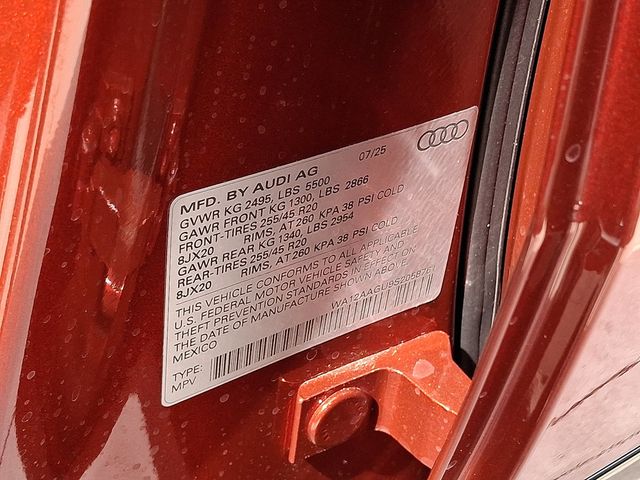 07/25
MFD. BY AUDI AG
GVWR KG 2495, LBS 5500
GAWR FRONT KG 1300, LBS 2866
FRONT-TIRES 255/45 R20
8JX20 RIMS, AT 260 KPA 38 PSI COLD
GAWR REAR KG 1340, LBS 2954
REAR-TIRES 255/45 R20
8JX20 RIMS, AT 260 KPA 38 PSI COLD
THIS VEHICLE CONFORMS TO ALL APPLICABLE
U.S. FEDERAL MOTOR VEHICLE SAFETY AND
THEFT PREVENTION STANDARDS IN EFFECT ON
THE DATE OF MANUFACTURE SHOWN ABOVE.
MEXICO
TYPE:
MPV